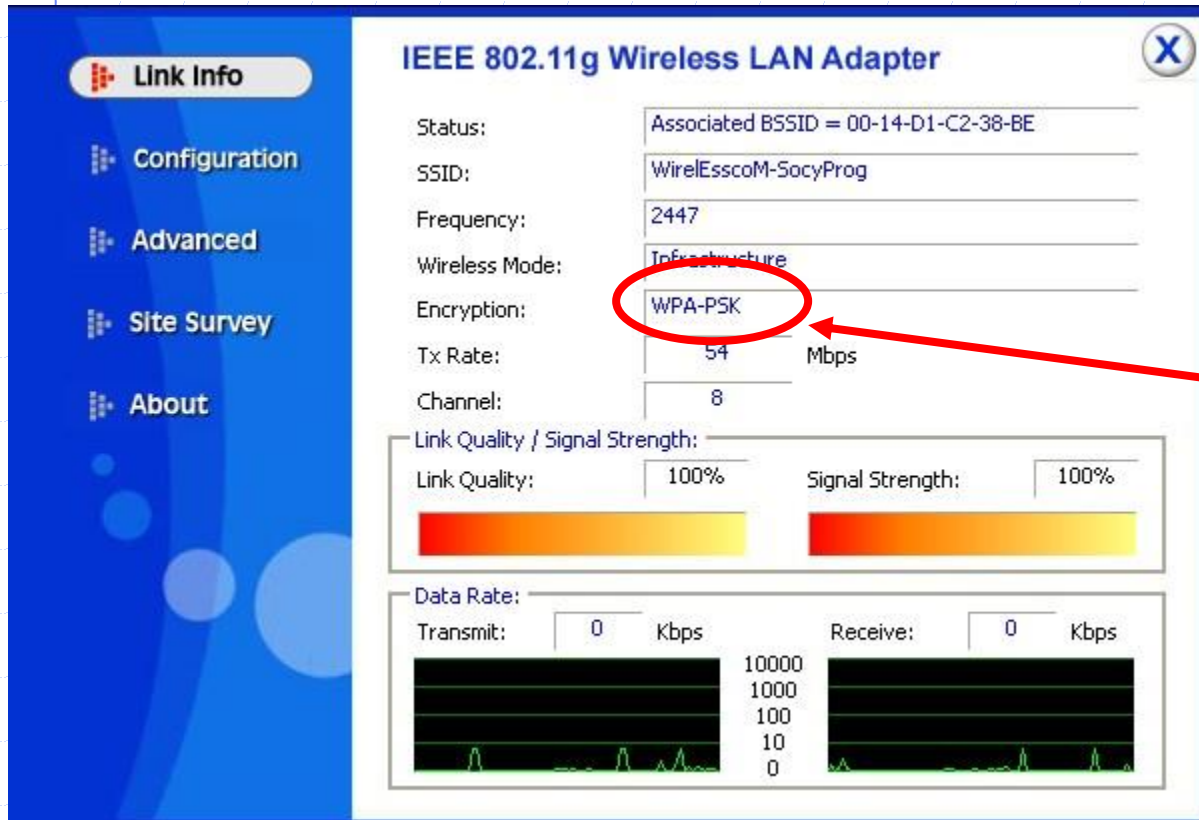 Link Info
Configuration
Advanced
Site Survey
About
IEEE 802.11g Wireless LAN Adapter
X
Status: Associated BSSID = 00-14-D1-C2-38-BE
SSID: WirelEsscoM-SocyProg
Frequency: 2447
Wireless Mode: Infrastructure
Encryption: WPA-PSK
Tx Rate: 54 Mbps
Channel: 8
Link Quality / Signal Strength:
Link Quality: 100% Signal Strength: 100%
Data Rate:
Transmit: 0 Kbps Receive: 0 Kbps
10000
1000
100
10
0